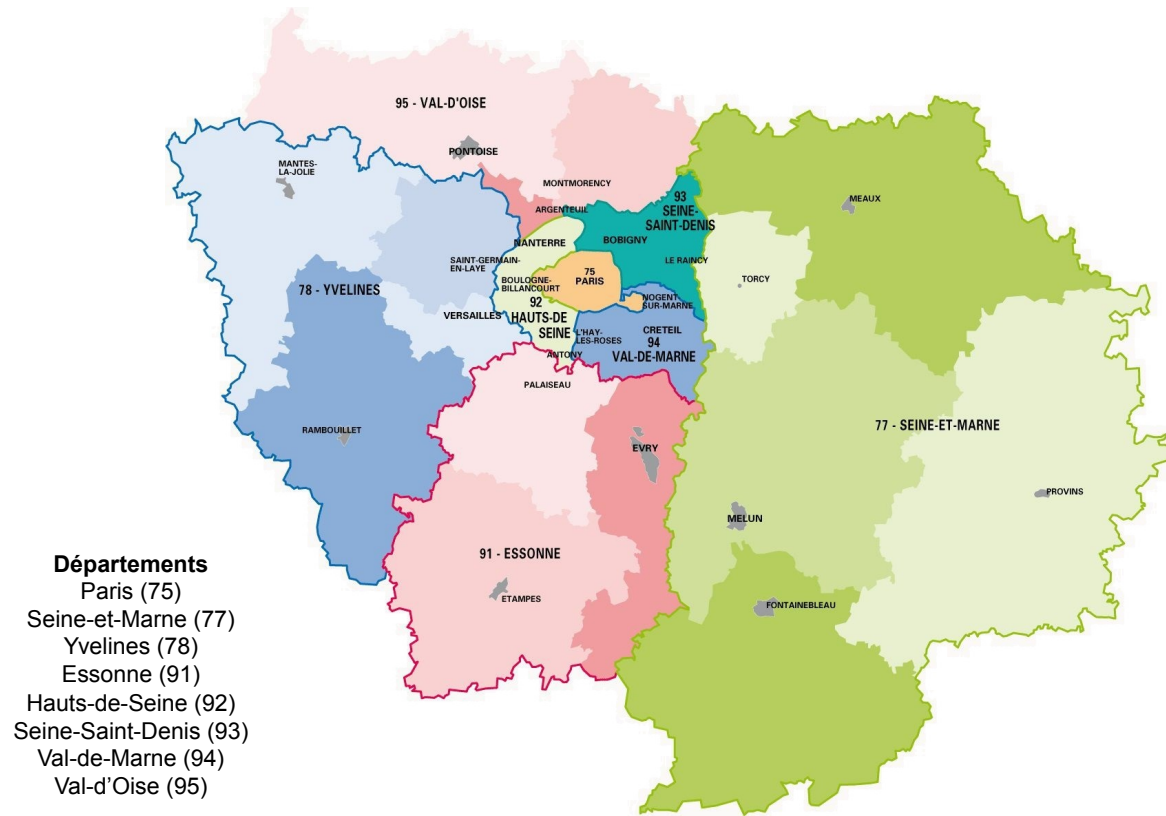 95 - VAL-D'OISE
PONTOISE
MANTES-
LA-JOLIE
MONTMORENCY
ARGENTEUIL
93
SEINE-
SAINT-DENIS
MEAUX
NANTERRE
BOBIGNY
SAINT-GERMAIN-
EN-LAYE
LE RAINCY
75
PARIS
TORCY
BOULOGNE-
BILLANCOURT
78 - YVELINES
NOGENT
SUR-MARNE
92
HAUTS-DE
SEINE
VERSAILLES
L'HAY-
LES-ROSES
CRETEIL
94
VAL-DE-MARNE
ANTONY
PALAISEAU
RAMBOUILLET
77 - SEINE-ET-MARNE
EVRY
PROVINS
MELUN
91 - ESSONNE
ETAMPES
FONTAINEBLEAU
Départements
Paris (75)
Seine-et-Marne (77)
Yvelines (78)
Essonne (91)
Hauts-de-Seine (92)
Seine-Saint-Denis (93)
Val-de-Marne (94)
Val-d’Oise (95)